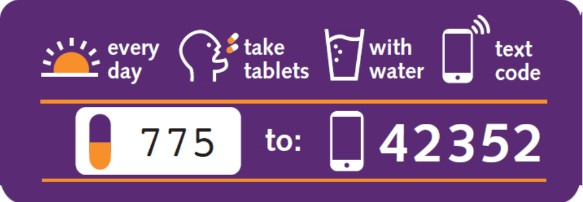 every day take tablets with water text code
775 to: 42352